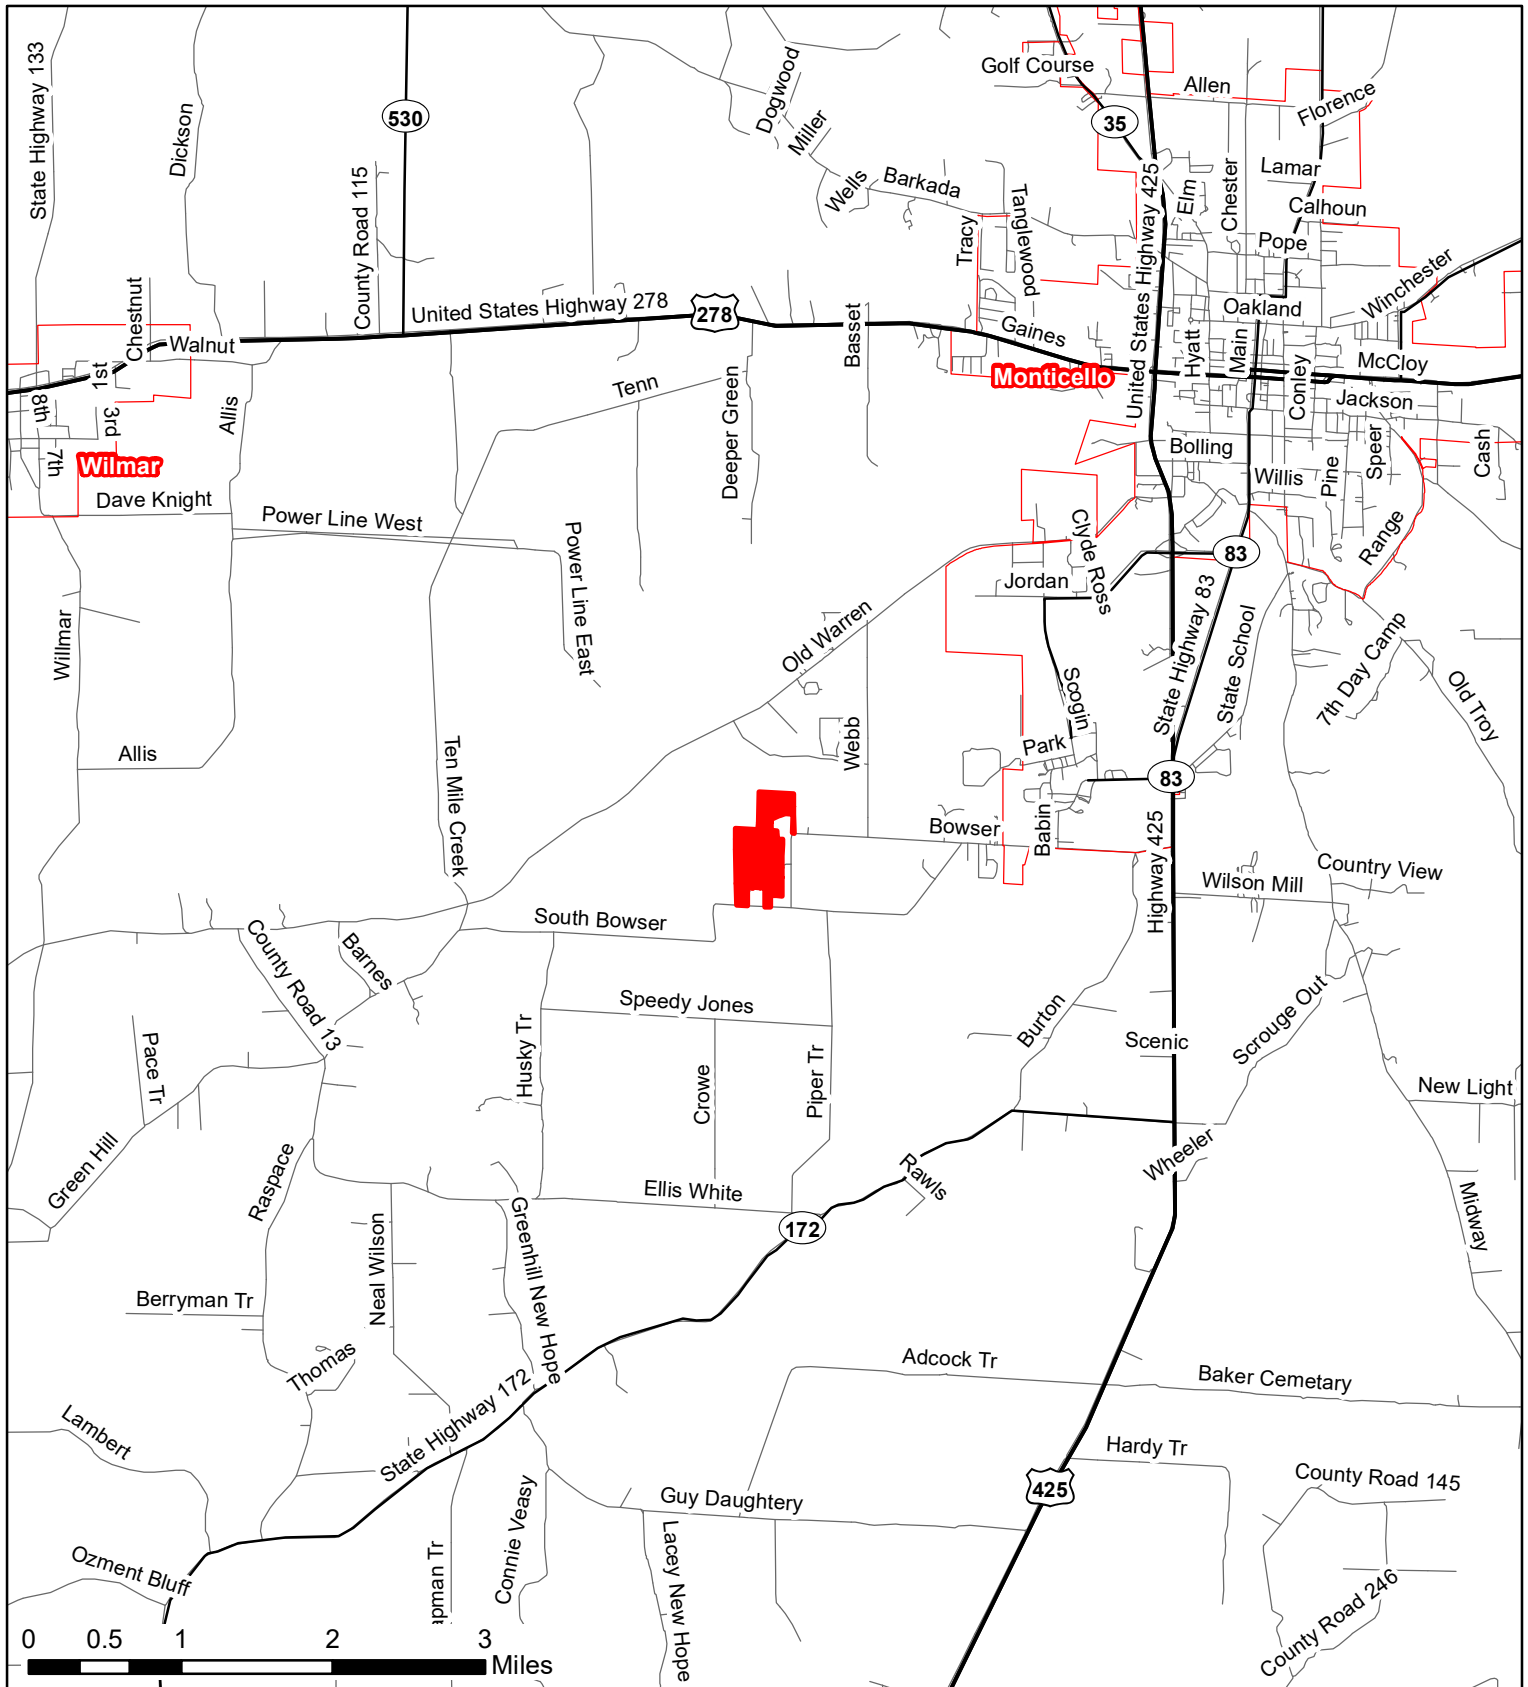 State Highway 133
Dickson
530
County Road 115
Dogwood
Miller
Wells
Barkada
Tracy
Tanglewood
Golf Course
35
Allen
Florence
United States Highway 425
Elm
Chester
Lamar
Calhoun
Pope
Oakland
Winchester
Chestnut
Walnut
1st
8th
3rd
7th
Wilmar
Allis
United States Highway 278
278
Tenn
Deeper Green
Basset
Gaines
Monticello
Hyatt
Main
Conley
McCloy
Jackson
Bolling
Willis
Pine
Speer
Cash
Range
Dave Knight
Power Line West
Power Line East
Clyde Ross
Jordan
83
Willmar
Old Warren
State Highway 83
State School
7th Day Camp
Old Troy
Scogin
Webb
Park
Allis
Ten Mile Creek
83
Bowser
Babin
Highway 425
Wilson Mill
Country View
South Bowser
County Road 13
Barnes
Speedy Jones
Burton
Scenic
Scrouge Out
Pace Tr
Husky Tr
Crowe
Piper Tr
New Light
Green Hill
Raspace
Rawls
Wheeler
Midway
Ellis White
172
Neal Wilson
Greenhill New Hope
Berryman Tr
Thomas
State Highway 172
Adcock Tr
Baker Cemetary
Lambert
Hardy Tr
425
County Road 145
Guy Daughtery
Connie Veasy
Lacey New Hope
Ozment Bluff
apman Tr
County Road 246
0 0.5 1 2 3
Miles